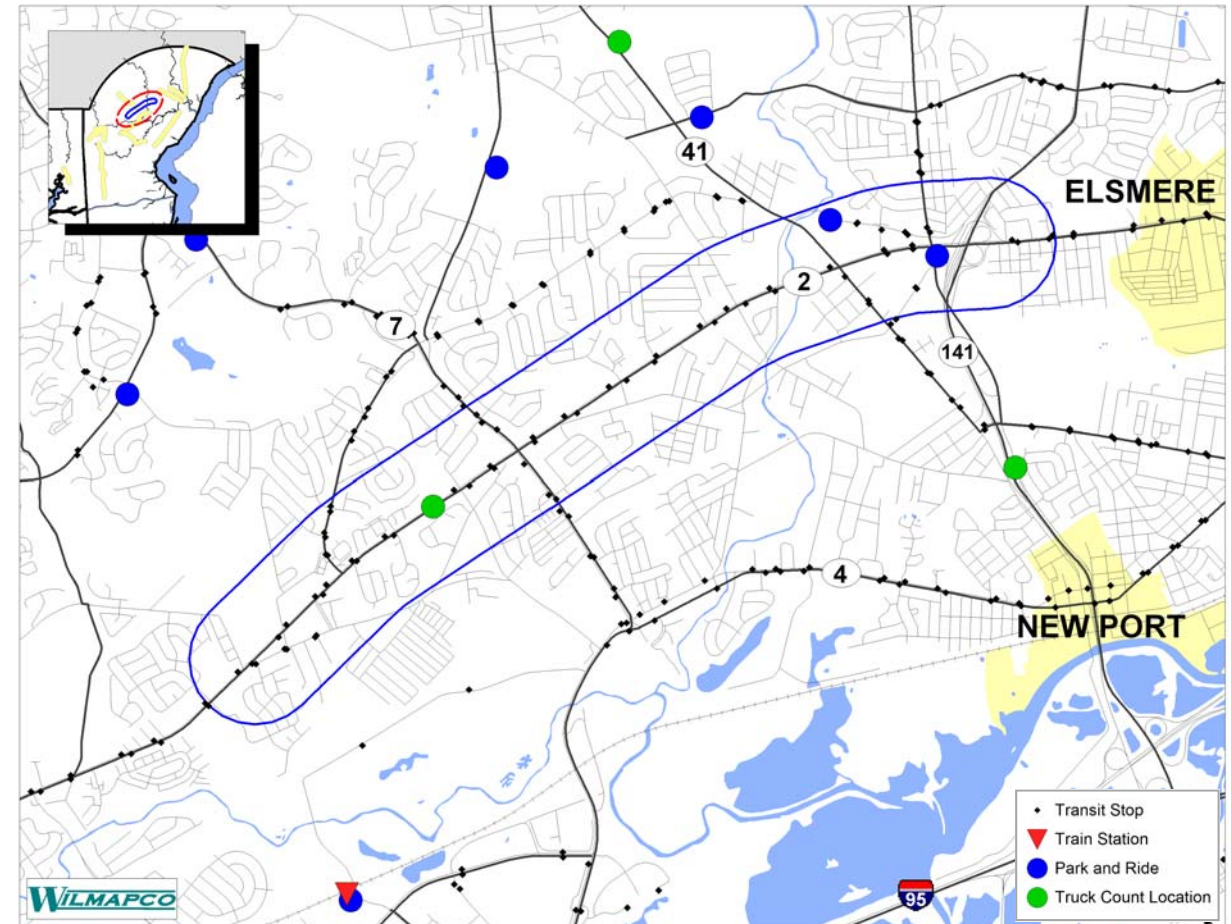 41
ELSMERE
2
7
141
4
NEW PORT
Transit Stop
Train Station
Park and Ride
Truck Count Location
WILMAPCO
95